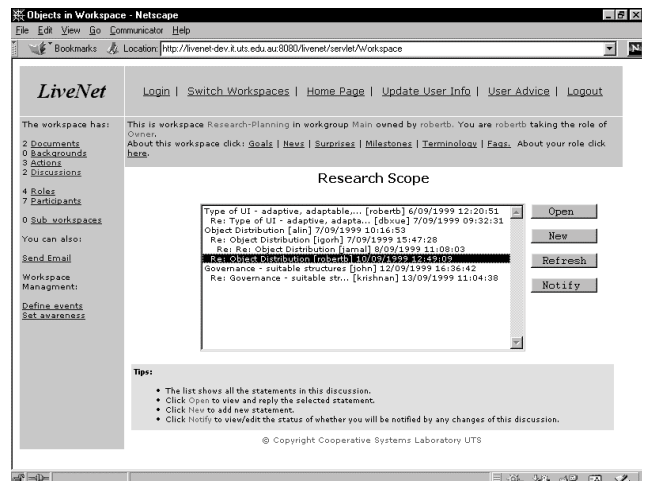 Objects in Workspace - Netscape
File Edit View Go Communicator Help
Bookmarks Location: http://livenet-dev.it.uts.edu.au:8080/livenet/servlet/Workspace
LiveNet
Login | Switch Workspaces | Home Page | Update User Info | User Advice | Logout
The workspace has:
2 Documents
0 Backgrounds
3 Actions
2 Discussions
4 Roles
7 Participants
0 Sub workspaces
You can also:
Send Email
Workspace
Managment:
Define events
Set awareness
This is workspace Research-Planning in workgroup Main owned by robertb. You are robertb taking the role of
Owner.
About this workspace click: Goals | News | Surprises | Milestones | Terminology | Faqs. About your role click
here.
Research Scope
Type of UI - adaptive, adaptable,... [robertb] 6/09/1999 12:20:51
Re: Type of UI - adaptive, adapta... [dbxue] 7/09/1999 09:32:31
Object Distribution [alin] 7/09/1999 10:16:53
Re: Object Distribution [igorh] 7/09/1999 15:47:28
Re: Re: Object Distribution [jamal] 8/09/1999 11:08:03
Re: Object Distribution [robertb] 10/09/1999 12:49:09
Governance - suitable structures [john] 12/09/1999 16:36:42
Re: Governance - suitable str... [krishnan] 13/09/1999 11:04:38
Open
New
Refresh
Notify
Tips:
• The list shows all the statements in this discussion.
• Click Open to view and reply the selected statement.
• Click New to add new statement.
• Click Notify to view/edit the status of whether you will be notified by any changes of this discussion.
© Copyright Cooperative Systems Laboratory UTS